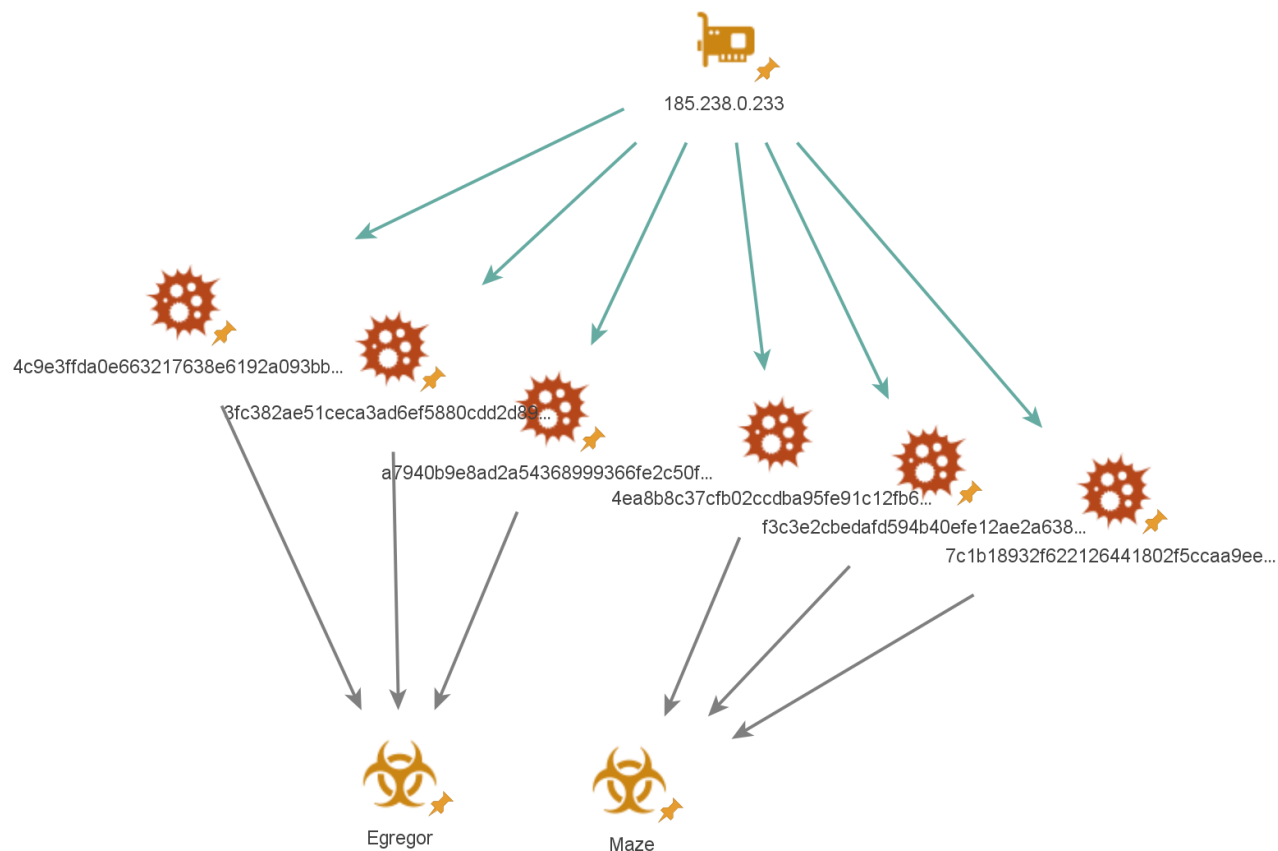 185.238.0.233
4c9e3ffda0e663217638e6192a093bb...
3fc382ae51ceca3ad6ef5880cdd2d89...
a7940b9e8ad2a54368999366fe2c50f...
4ea8b8c37cfb02ccdba95fe91c12fb6...
f3c3e2cbedafd594b40efe12ae2a638...
7c1b18932f622126441802f5ccaa9ee...
Egregor
Maze